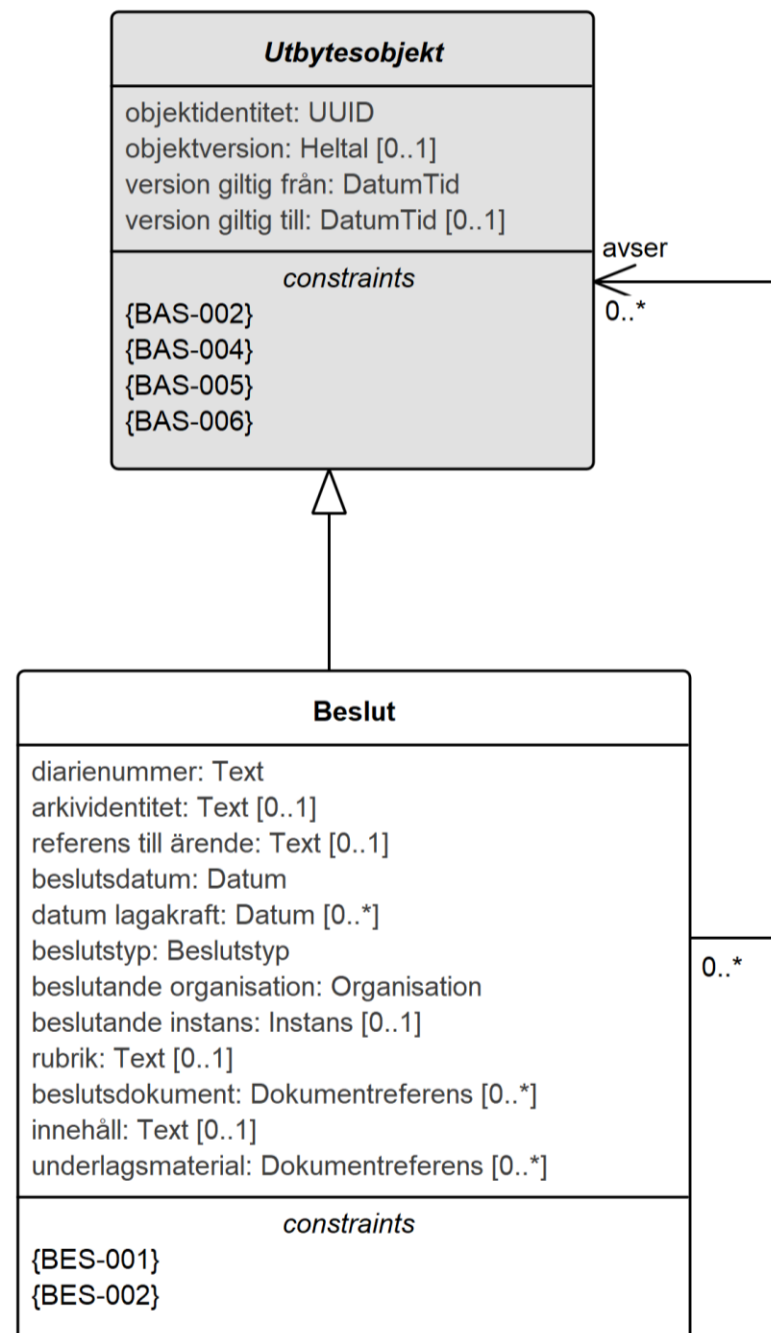 Utbytesobjekt
objektidentitet: UUID
objektversion: Heltal [0..1]
version giltig från: DatumTid
version giltig till: DatumTid [0..1]
constraints
{BAS-002}
{BAS-004}
{BAS-005}
{BAS-006}
avser
0..*
Beslut
diarienummer: Text
arkividentitet: Text [0..1]
referens till ärende: Text [0..1]
beslutsdatum: Datum
datum lagakraft: Datum [0..*]
beslutstyp: Beslutstyp
beslutande organisation: Organisation
beslutande instans: Instans [0..1]
rubrik: Text [0..1]
beslutsdokument: Dokumentreferens [0..*]
innehåll: Text [0..1]
underlagsmaterial: Dokumentreferens [0..*]
constraints
{BES-001}
{BES-002}
0..*